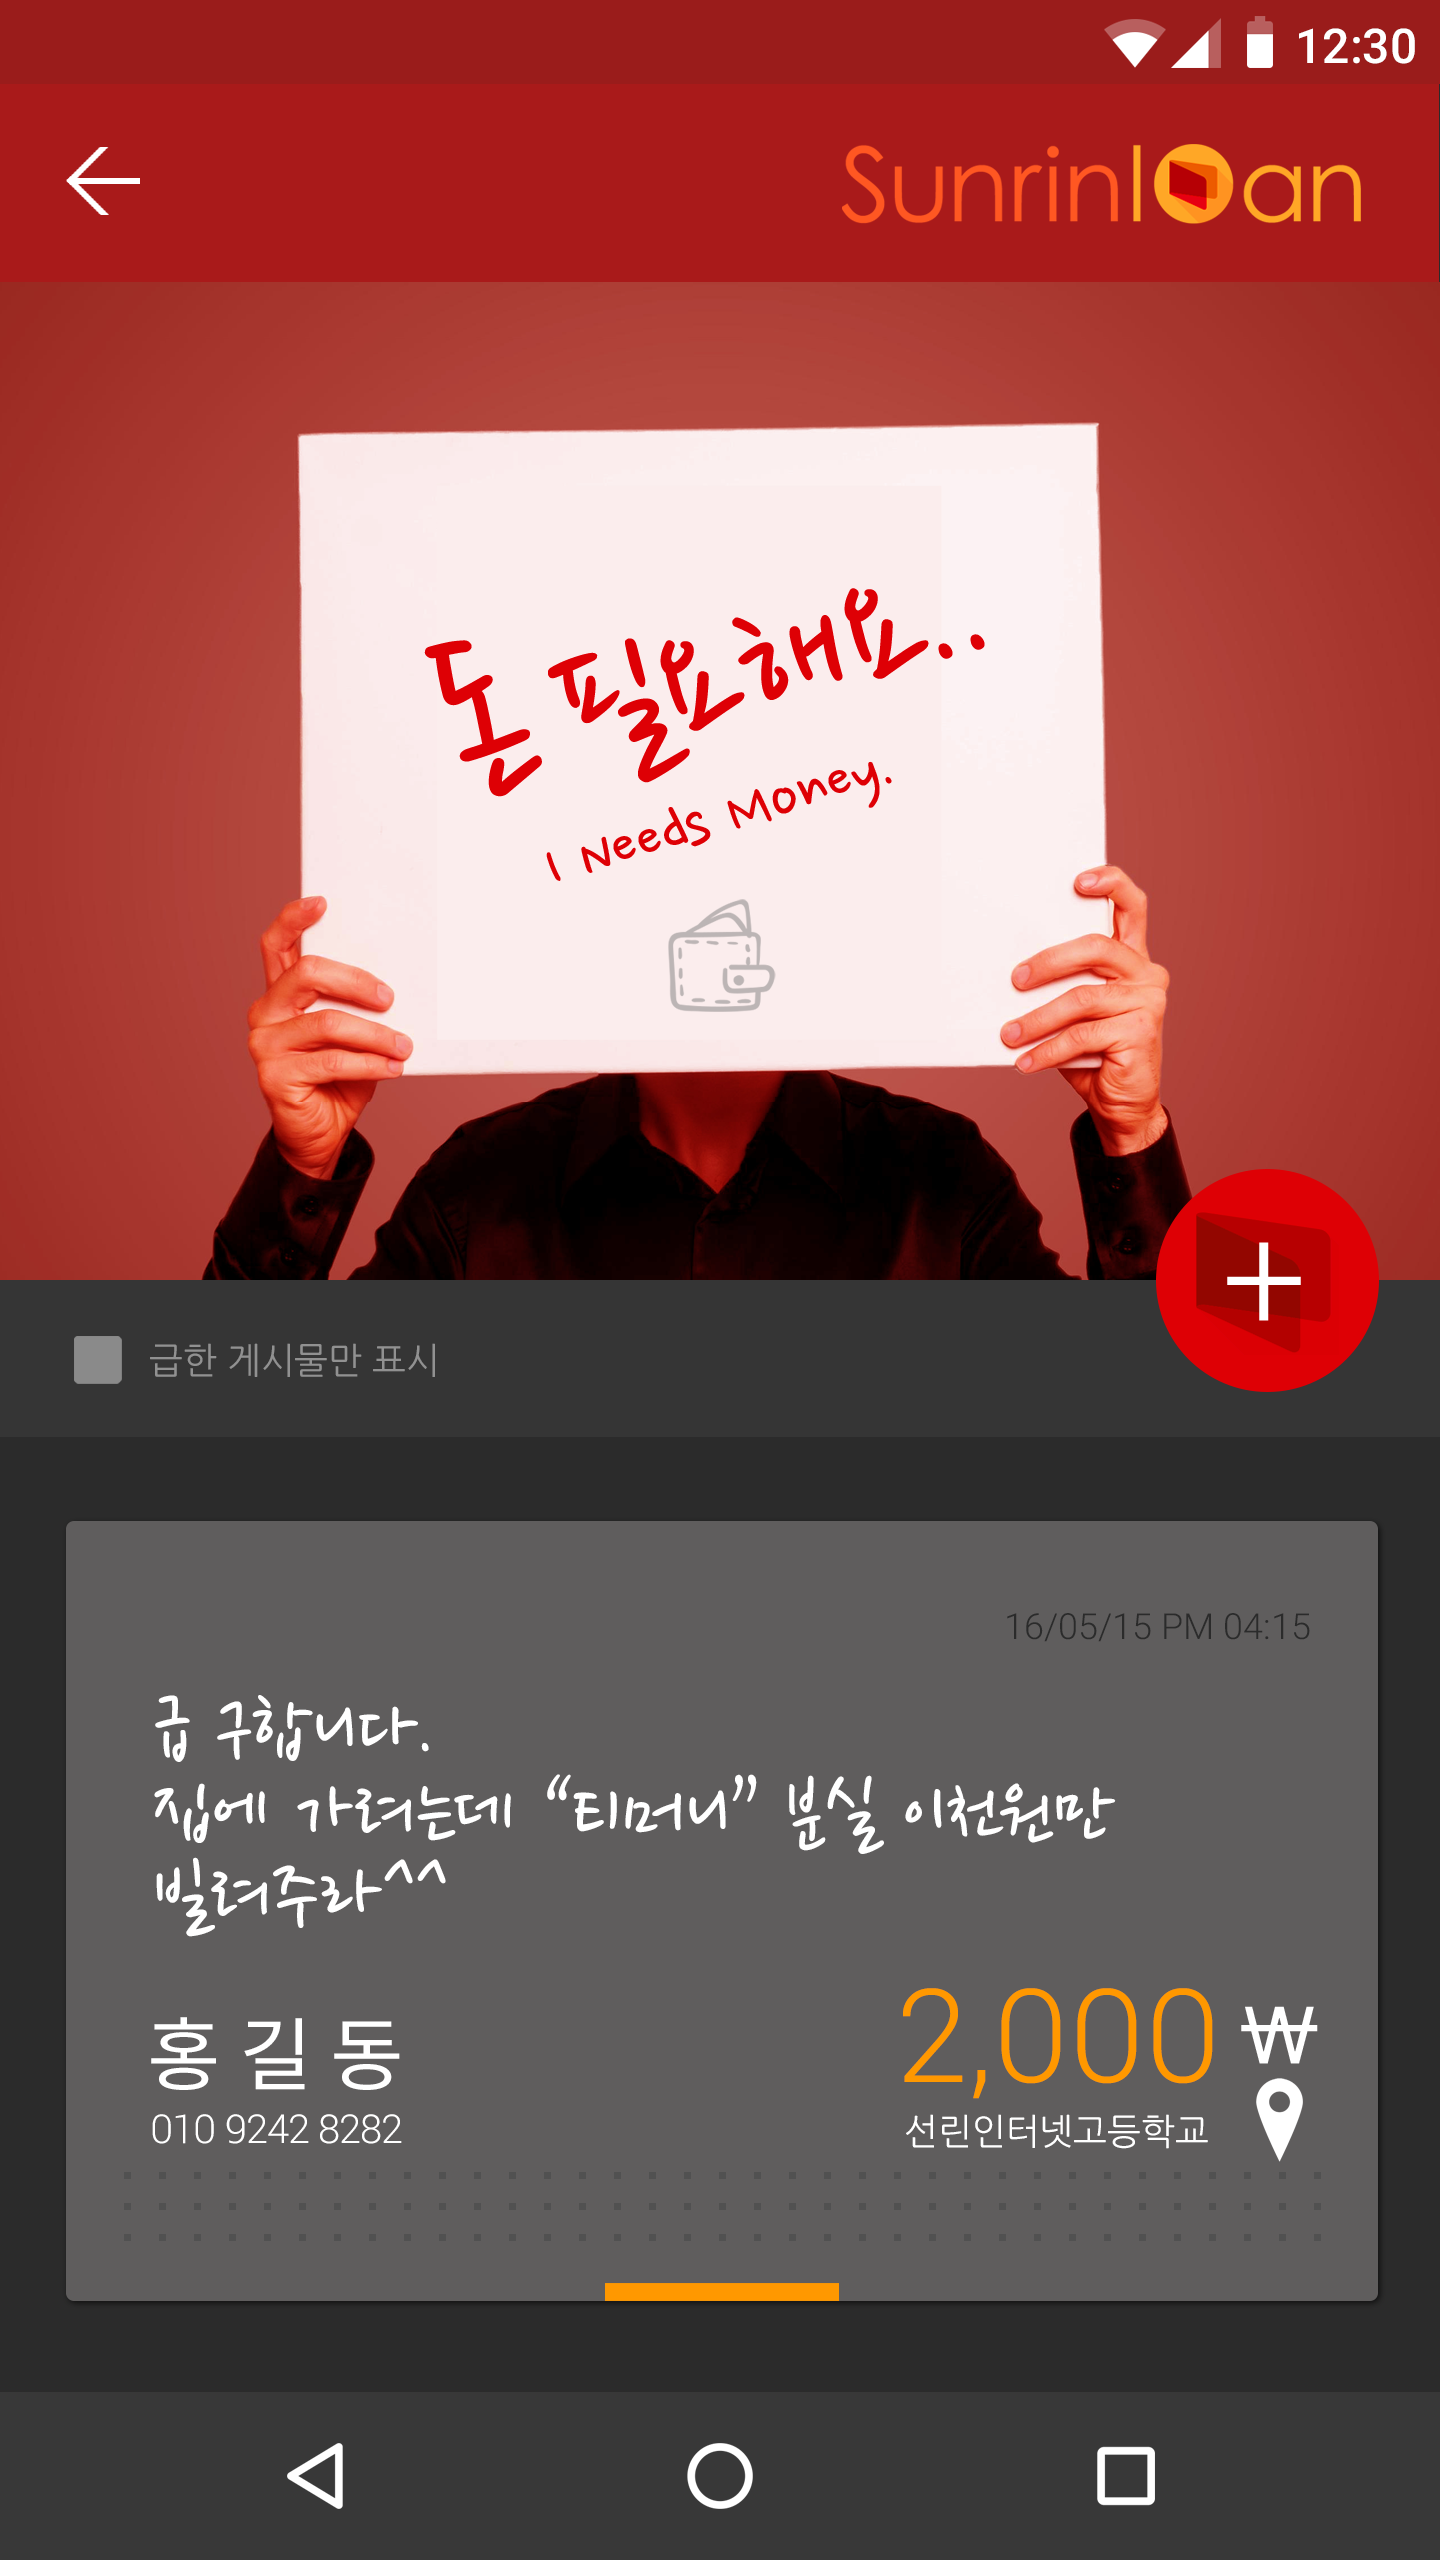 12:30
Sunrinloan
돈 필요해요..
I Needs Money.
급한 게시물만 표시
16/05/15 PM 04:15
급 구합니다.
집에 가려는데 “티머니” 분실 이천원만
빌려주라^^
홍길동
2,000 ₩
010 9242 8282
선린인터넷고등학교